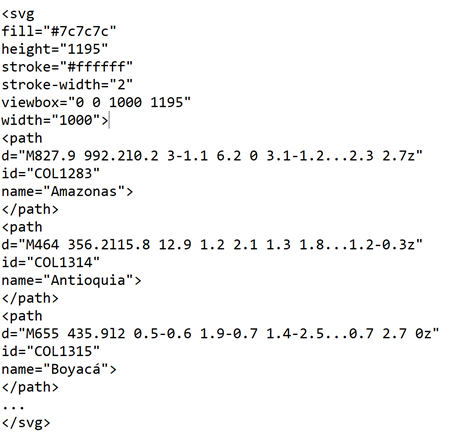 <svg
fill="#7c7c7c"
height="1195"
stroke="#ffffff"
stroke-width="2"
viewbox="0 0 1000 1195"
width="1000">
<path
d="M827.9 992.2l0.2 3-1.1 6.2 0 3.1-1.2...2.3 2.7z"
id="COL1283"
name="Amazonas">
</path>
<path
d="M464 356.2l15.8 12.9 1.2 2.1 1.3 1.8...1.2-0.3z"
id="COL1314"
name="Antioquia">
</path>
<path
d="M655 435.9l2 0.5-0.6 1.9-0.7 1.4-2.5...0.7 2.7 0z"
id="COL1315"
name="Boyacá">
</path>
...
</svg>